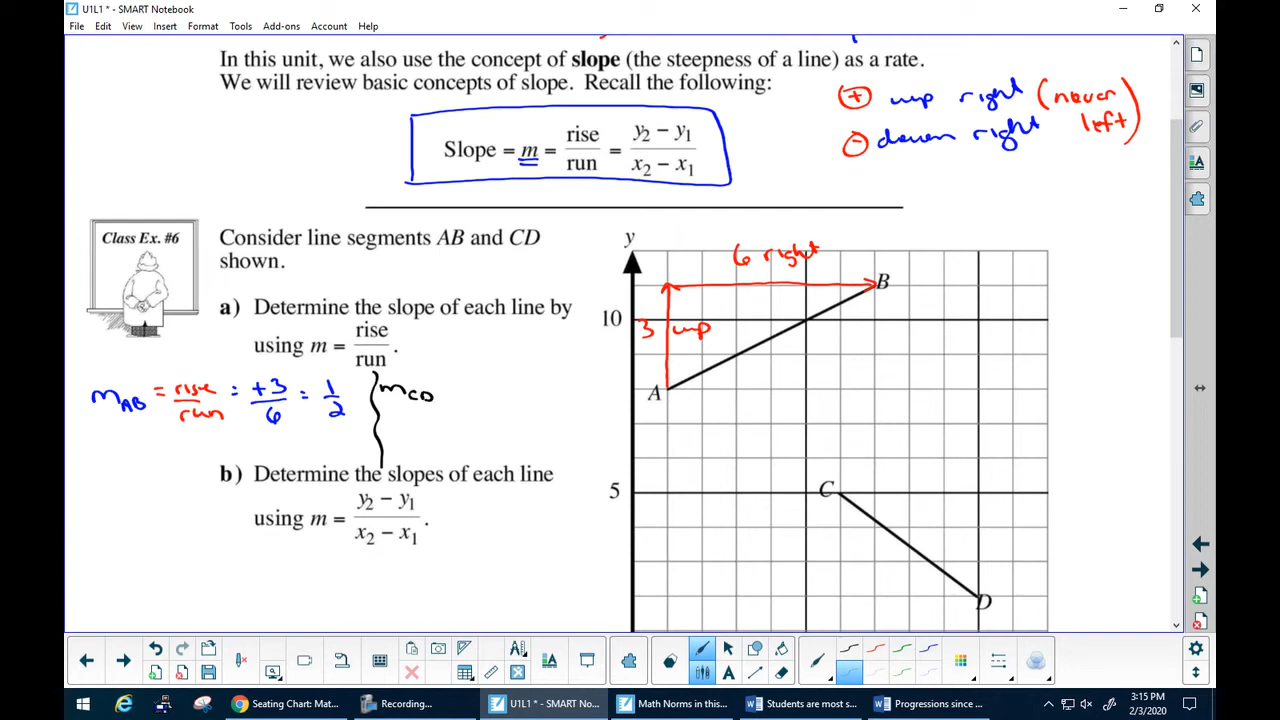 U1L1 * - SMART Notebook
File Edit View Insert Format Tools Add-ons Account Help
In this unit, we also use the concept of slope (the steepness of a line) as a rate.
We will review basic concepts of slope. Recall the following:
Slope = m = rise/run = y₂ − y₁/x₂ − x₁
(+) up right (never left)
(-) down right
Class Ex. #6
Consider line segments AB and CD
shown.
a) Determine the slope of each line by
using m = rise/run.
m_AB = rise/run = +3/6 = 1/2
m_CD
b) Determine the slopes of each line
using m = y₂ − y₁/x₂ − x₁.
y
6 right
B
10
3 up
A
5
C
D
Seating Chart: Mat...
Recording...
U1L1 * - SMART No...
Math Norms in this...
Students are most s...
Progressions since ...
3:15 PM
2/3/2020